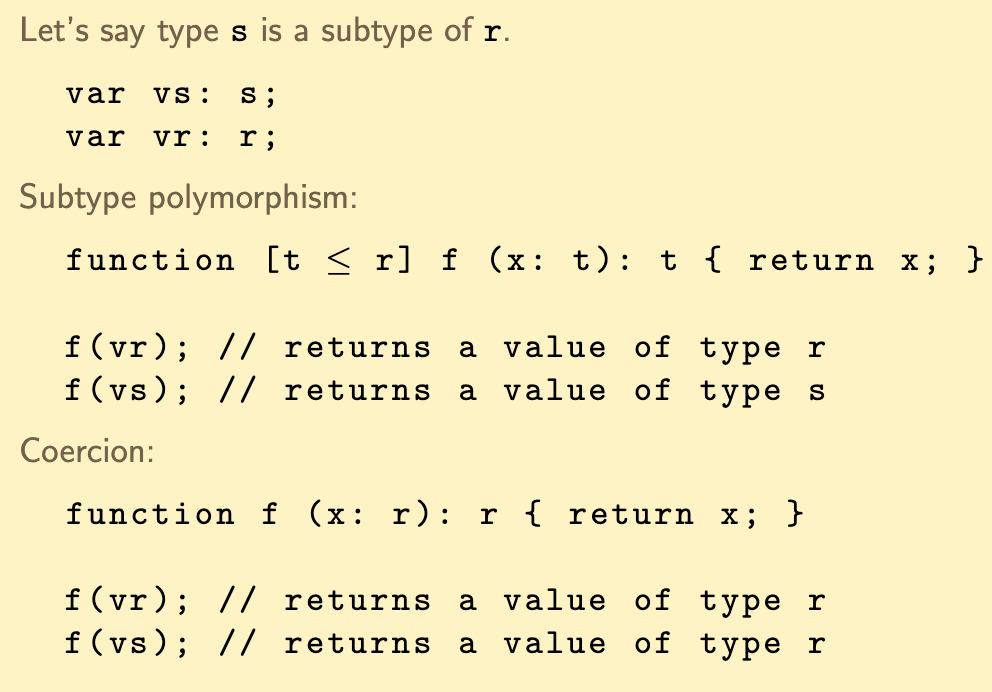 Let's say type s is a subtype of r.
var vs: s;
var vr: r;
Subtype polymorphism:
function [t ≤ r] f (x: t): t { return x; }
f(vr); // returns a value of type r
f(vs); // returns a value of type s
Coercion:
function f (x: r): r { return x; }
f(vr); // returns a value of type r
f(vs); // returns a value of type r